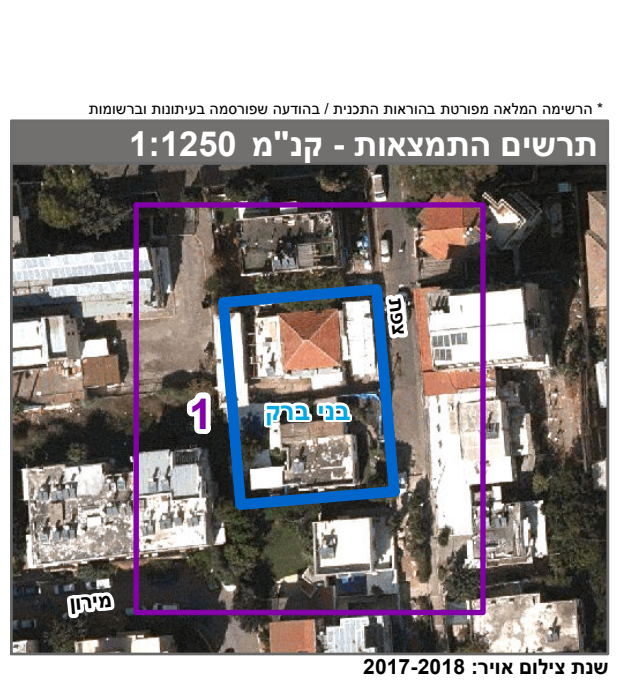 * הרשימה המלאה מפורטת בהוראות התכנית / בהודעה שפורסמה בעיתונות וברשומות
תרשים התמצאות - קנ"מ 1:1250
צפת
1
בני ברק
מירון
שנת צילום אויר: 2017-2018